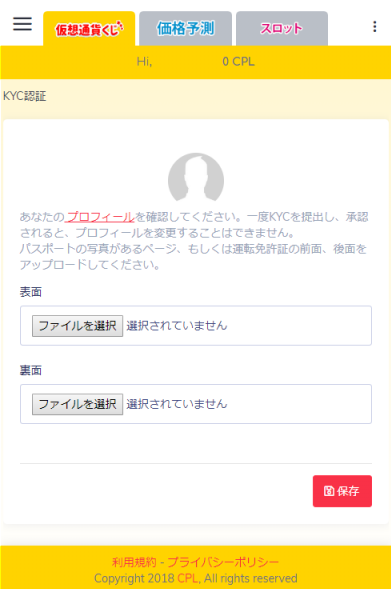 仮想通貨くじ 価格予測 スロット
Hi, 0 CPL
KYC認証
あなたの プロフィールを確認してください。一度KYCを提出し、承認
されると、プロフィールを変更することはできません。
パスポートの写真があるページ、もしくは運転免許証の前面、後面を
アップロードしてください。
表面
ファイルを選択 選択されていません
裏面
ファイルを選択 選択されていません
保存
利用規約 - プライバシーポリシー
Copyright 2018 CPL, All rights reserved